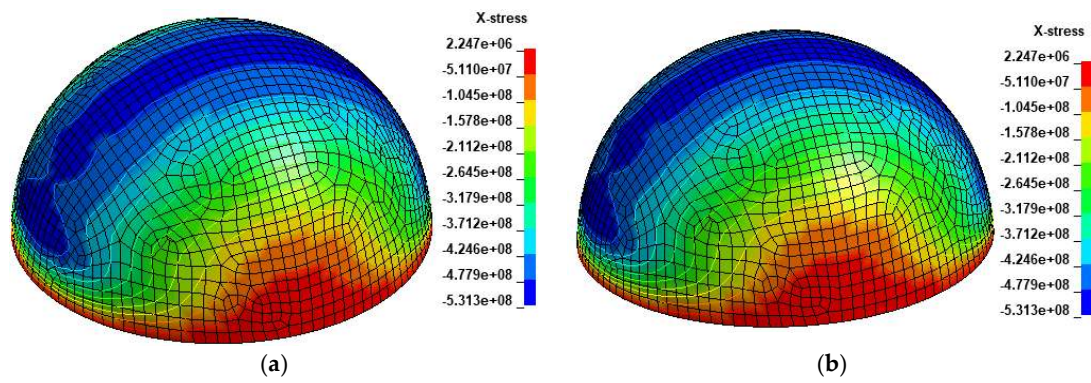 X-stress
2.247e+06
-5.110e+07
-1.045e+08
-1.578e+08
-2.112e+08
-2.645e+08
-3.179e+08
-3.712e+08
-4.246e+08
-4.779e+08
-5.313e+08
(a)
X-stress
2.247e+06
-5.110e+07
-1.045e+08
-1.578e+08
-2.112e+08
-2.645e+08
-3.179e+08
-3.712e+08
-4.246e+08
-4.779e+08
-5.313e+08
(b)